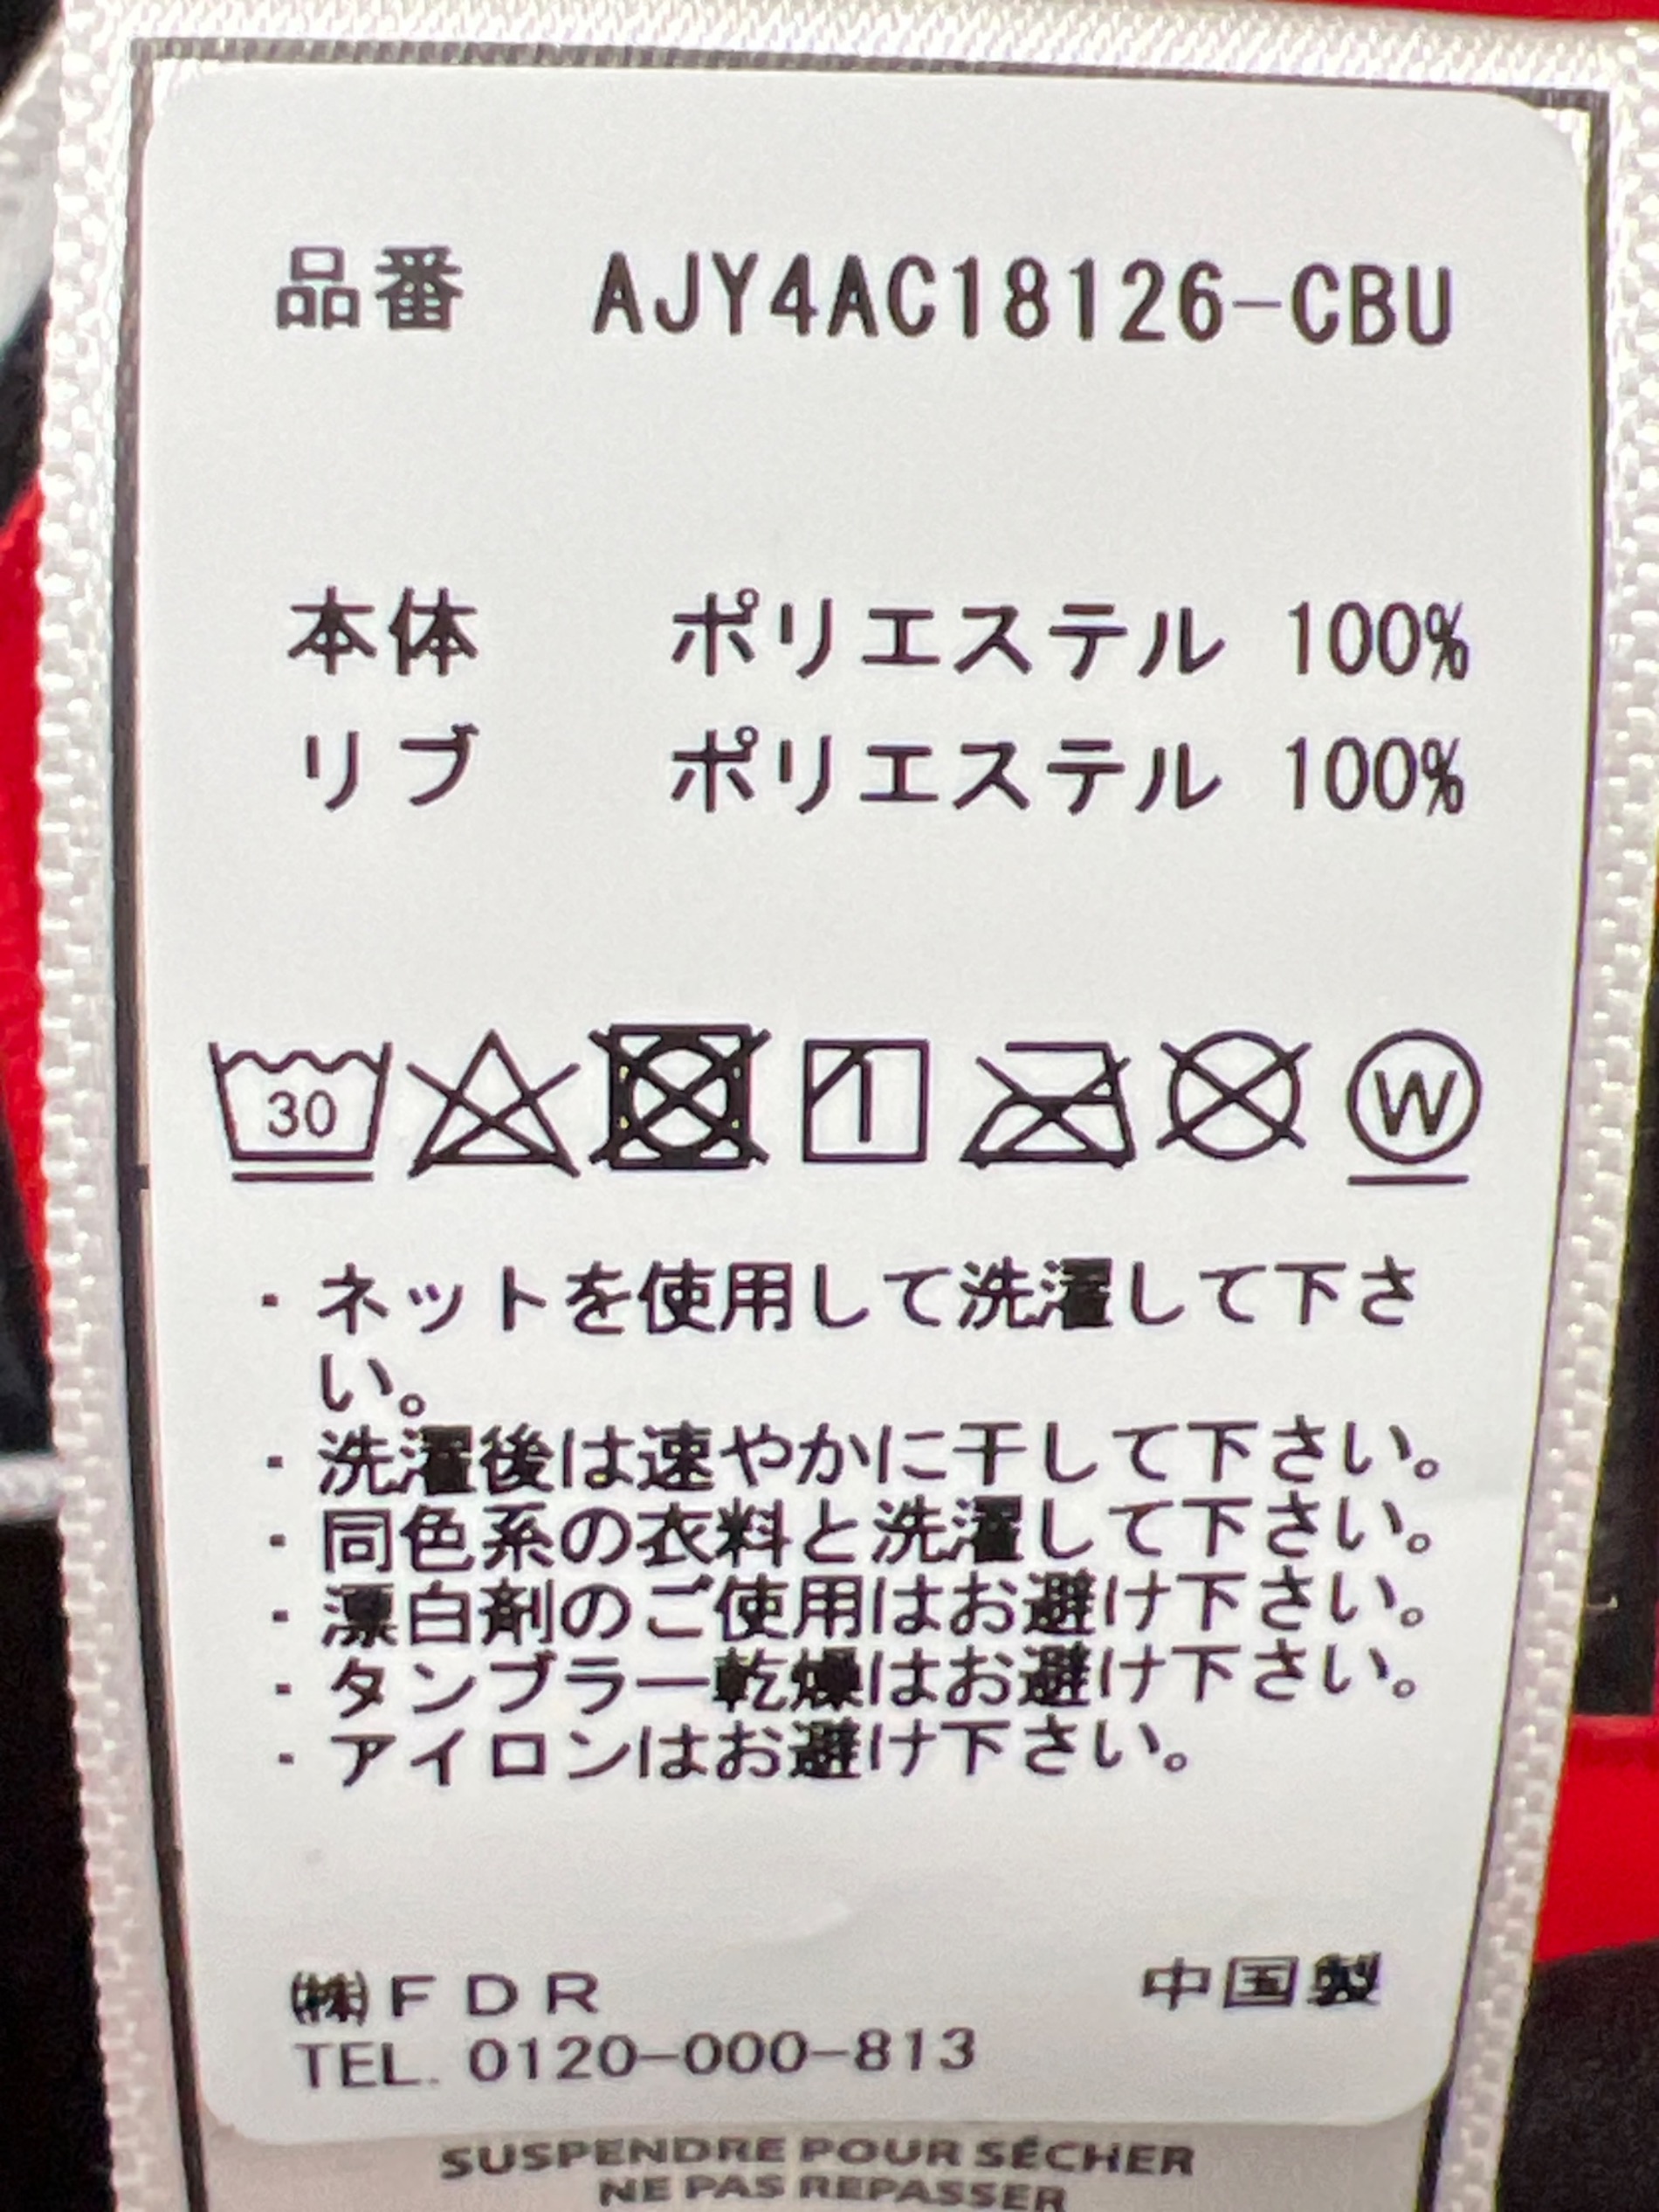 品番 AJY4AC18126-CBU
本体 ポリエステル 100%
リブ ポリエステル 100%
30 W
・ネットを使用して洗濯して下さ
い。
・洗濯後は速やかに干して下さい。
・同色系の衣料と洗濯して下さい。
・漂白剤のご使用はお避け下さい。
・タンブラー乾燥はお避け下さい。
・アイロンはお避け下さい。
㈱FDR 中国製
TEL. 0120-000-813
SUSPENDRE POUR SÉCHER
NE PAS REPASSER